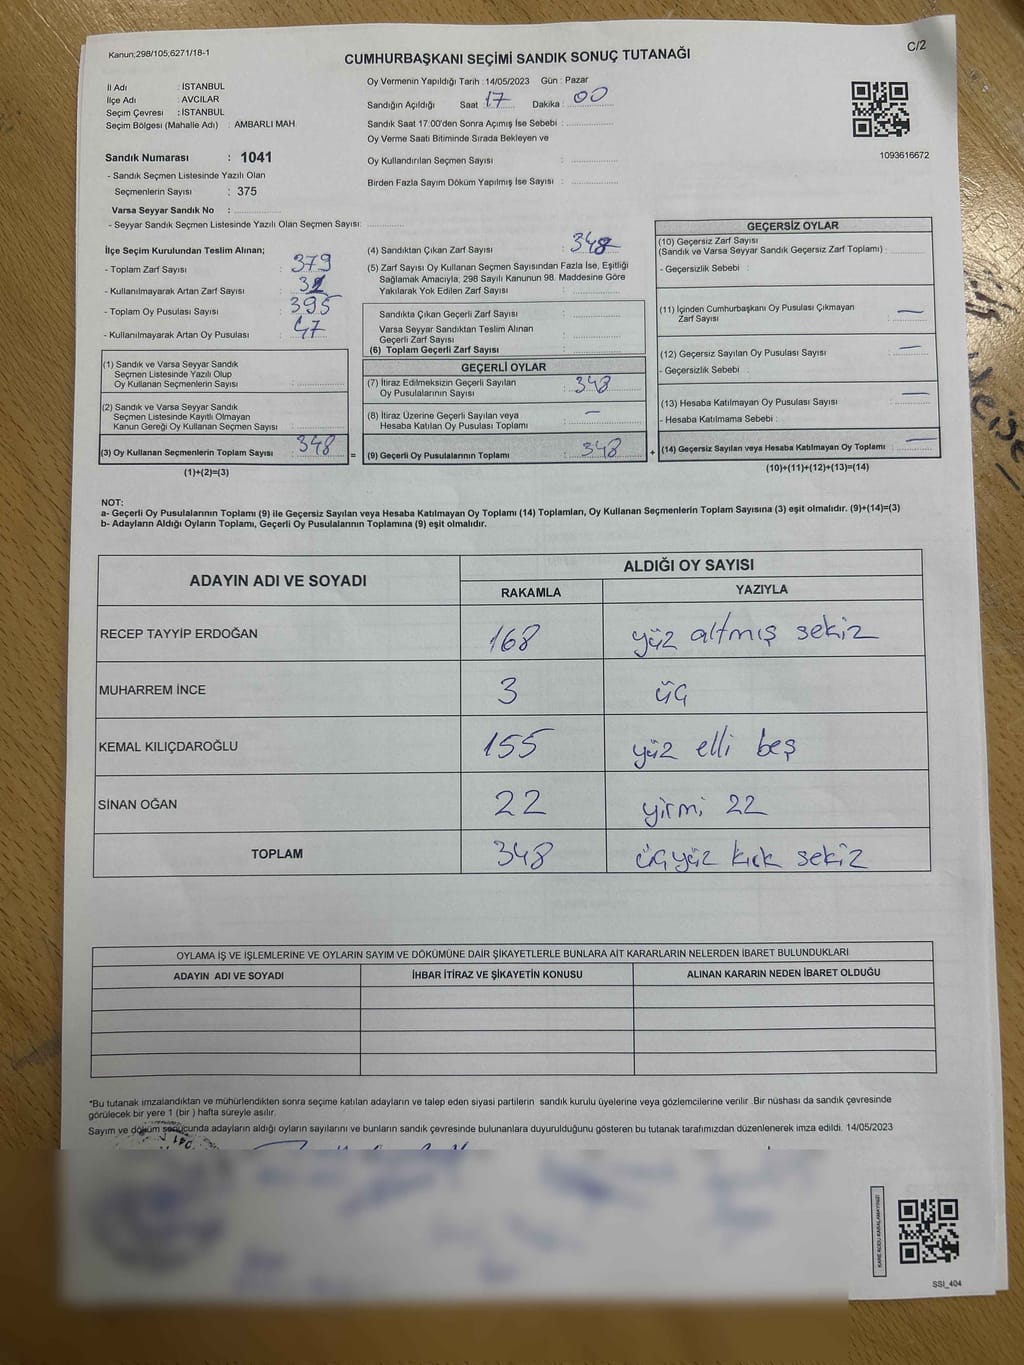 Kanun;298/105;6271/18-1
CUMHURBAŞKANI SEÇİMİ SANDIK SONUÇ TUTANAĞI
C/2
İl Adı : İSTANBUL
İlçe Adı : AVCILAR
Seçim Çevresi : İSTANBUL
Seçim Bölgesi (Mahalle Adı) : AMBARLI MAH.
Sandık Numarası : 1041
- Sandık Seçmen Listesinde Yazılı Olan
Seçmenlerin Sayısı : 375
Varsa Seyyar Sandık No :
- Seyyar Sandık Seçmen Listesinde Yazılı Olan Seçmen Sayısı:
Oy Vermenin Yapıldığı Tarih : 14/05/2023 Gün : Pazar
Sandığın Açıldığı Saat 17 Dakika : 00
Sandık Saat 17:00'den Sonra Açımış İse Sebebi :
Oy Verme Saati Bitiminde Sırada Bekleyen ve
Oy Kullandırılan Seçmen Sayısı :
Birden Fazla Sayım Döküm Yapılmış İse Sayısı :
1093616672
İlçe Seçim Kurulundan Teslim Alınan;
- Toplam Zarf Sayısı : 379
- Kullanılmayarak Artan Zarf Sayısı :
- Toplam Oy Pusulası Sayısı : 395
- Kullanılmayarak Artan Oy Pusulası : 47
(1) Sandık ve Varsa Seyyar Sandık
Seçmen Listesinde Yazılı Olup
Oy Kullanan Seçmenlerin Sayısı :
(2) Sandık ve Varsa Seyyar Sandık
Seçmen Listesinde Kayıtlı Olmayan
Kanun Gereği Oy Kullanan Seçmen Sayısı :
(3) Oy Kullanan Seçmenlerin Toplam Sayısı : 348 =
(1)+(2)=(3)
(4) Sandıktan Çıkan Zarf Sayısı : 348
(5) Zarf Sayısı Oy Kullanan Seçmen Sayısından Fazla İse, Eşitliği
Sağlamak Amacıyla, 298 Sayılı Kanunun 98. Maddesine Göre
Yakılarak Yok Edilen Zarf Sayısı :
Sandıkta Çıkan Geçerli Zarf Sayısı :
Varsa Seyyar Sandıktan Teslim Alınan
Geçerli Zarf Sayısı :
(6) Toplam Geçerli Zarf Sayısı :
GEÇERLİ OYLAR
(7) İtiraz Edilmeksizin Geçerli Sayılan
Oy Pusulalarının Sayısı : 348
(8) İtiraz Üzerine Geçerli Sayılan veya
Hesaba Katılan Oy Pusulası Toplamı : —
(9) Geçerli Oy Pusulalarının Toplamı : 348 +
GEÇERSİZ OYLAR
(10) Geçersiz Zarf Sayısı
(Sandık ve Varsa Seyyar Sandık Geçersiz Zarf Toplamı) :
- Geçersizlik Sebebi :
(11) İçinden Cumhurbaşkanı Oy Pusulası Çıkmayan
Zarf Sayısı : —
(12) Geçersiz Sayılan Oy Pusulası Sayısı : —
- Geçersizlik Sebebi :
(13) Hesaba Katılmayan Oy Pusulası Sayısı : —
- Hesaba Katılmama Sebebi :
(14) Geçersiz Sayılan veya Hesaba Katılmayan Oy Toplamı : —
(10)+(11)+(12)+(13)=(14)
NOT:
a- Geçerli Oy Pusulalarının Toplamı (9) ile Geçersiz Sayılan veya Hesaba Katılmayan Oy Toplamı (14) Toplamları, Oy Kullanan Seçmenlerin Toplam Sayısına (3) eşit olmalıdır. (9)+(14)=(3)
b- Adayların Aldığı Oyların Toplamı, Geçerli Oy Pusulalarının Toplamına (9) eşit olmalıdır.
ADAYIN ADI VE SOYADI ALDIĞI OY SAYISI
RAKAMLA YAZIYLA
RECEP TAYYİP ERDOĞAN 168 yüz altmış sekiz
MUHARREM İNCE 3 üç
KEMAL KILIÇDAROĞLU 155 yüz elli beş
SİNAN OĞAN 22 yirmi 22
TOPLAM 348 üçyüz kırk sekiz
OYLAMA İŞ VE İŞLEMLERİNE VE OYLARIN SAYIM VE DÖKÜMÜNE DAİR ŞİKAYETLERLE BUNLARA AİT KARARLARIN NELERDEN İBARET BULUNDUKLARI
ADAYIN ADI VE SOYADI İHBAR İTİRAZ VE ŞİKAYETİN KONUSU ALINAN KARARIN NEDEN İBARET OLDUĞU
*Bu tutanak imzalandıktan ve mühürlendikten sonra seçime katılan adayların ve talep eden siyasi partilerin sandık kurulu üyelerine veya gözlemcilerine verilir .Bir nüshası da sandık çevresinde
görülecek bir yere 1 (bir ) hafta süreyle asılır.
Sayım ve döküm sonucunda adayların aldığı oyların sayılarını ve bunların sandık çevresinde bulunanlara duyurulduğunu gösteren bu tutanak tarafımızdan düzenlenerek imza edildi. 14/05/2023
SSI_404